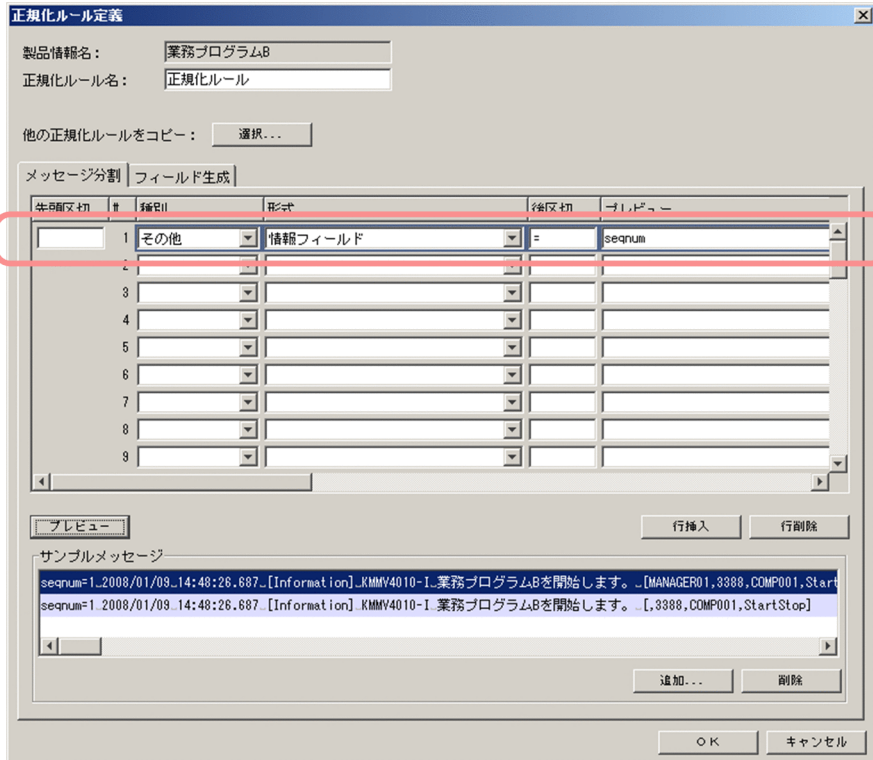 正規化ルール定義
製品情報名： 業務プログラムB
正規化ルール名： 正規化ルール
他の正規化ルールをコピー： 選択...
メッセージ分割 フィールド生成
先頭区切 # 種別 形式 後区切 プレビュー
1 その他 情報フィールド = seqnum
2
3
4
5
6
7
8
9
プレビュー 行挿入 行削除
サンプルメッセージ
seqnum=1_2008/01/09_14:48:26.687_[Information]_KMMV4010-I_業務プログラムBを開始します。_[MANAGER01,3388,COMP001,Start
seqnum=1_2008/01/09_14:48:26.687_[Information]_KMMV4010-I_業務プログラムBを開始します。_[,3388,COMP001,StartStop]
追加... 削除
OK キャンセル